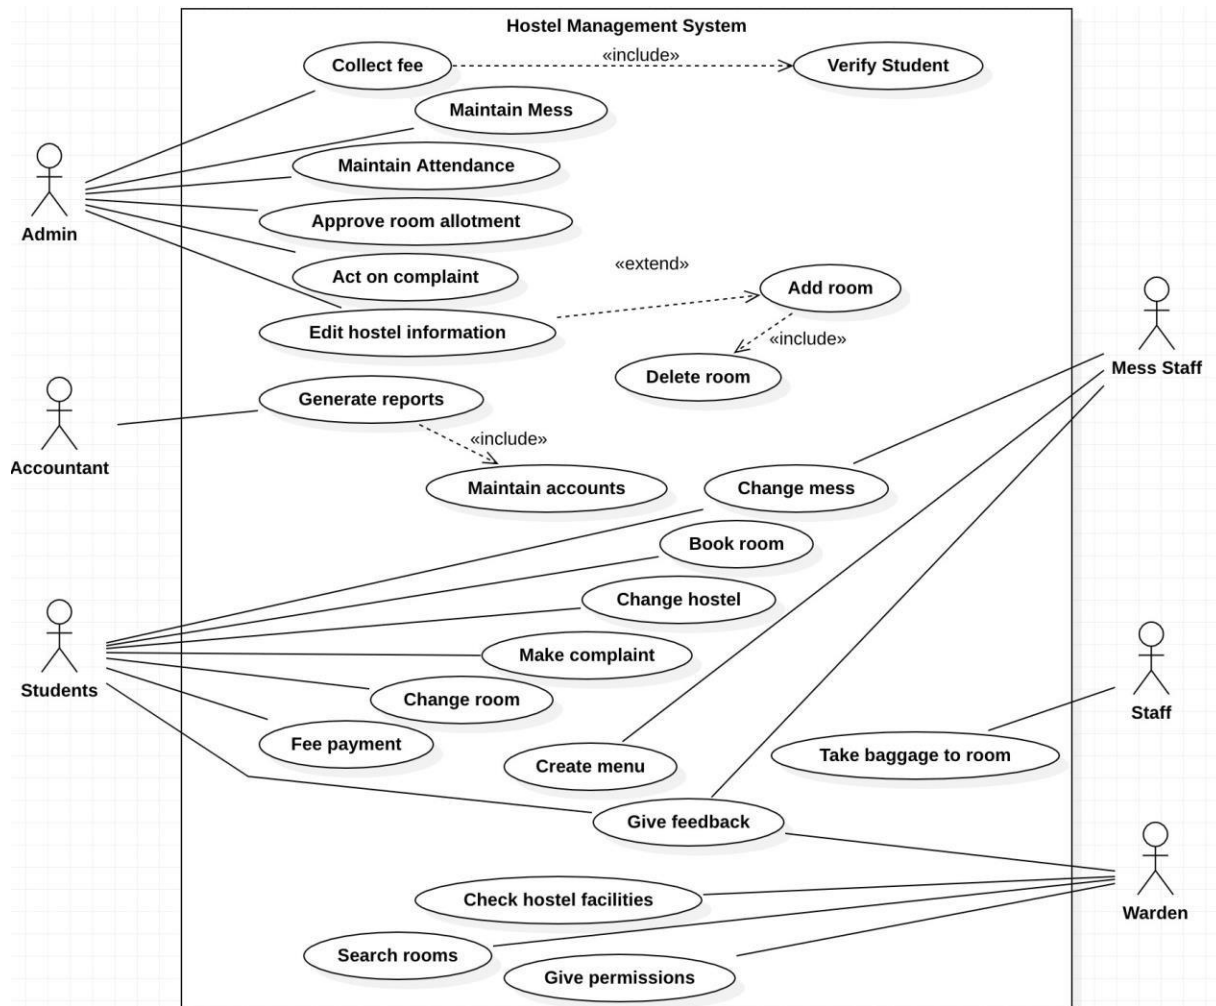 Hostel Management System
Collect fee
«include»
Verify Student
Maintain Mess
Maintain Attendance
Approve room allotment
Act on complaint
Edit hostel information
«extend»
Add room
«include»
Delete room
Admin
Mess Staff
Generate reports
«include»
Accountant
Maintain accounts
Change mess
Book room
Change hostel
Make complaint
Students
Change room
Fee payment
Create menu
Staff
Take baggage to room
Give feedback
Check hostel facilities
Warden
Search rooms
Give permissions